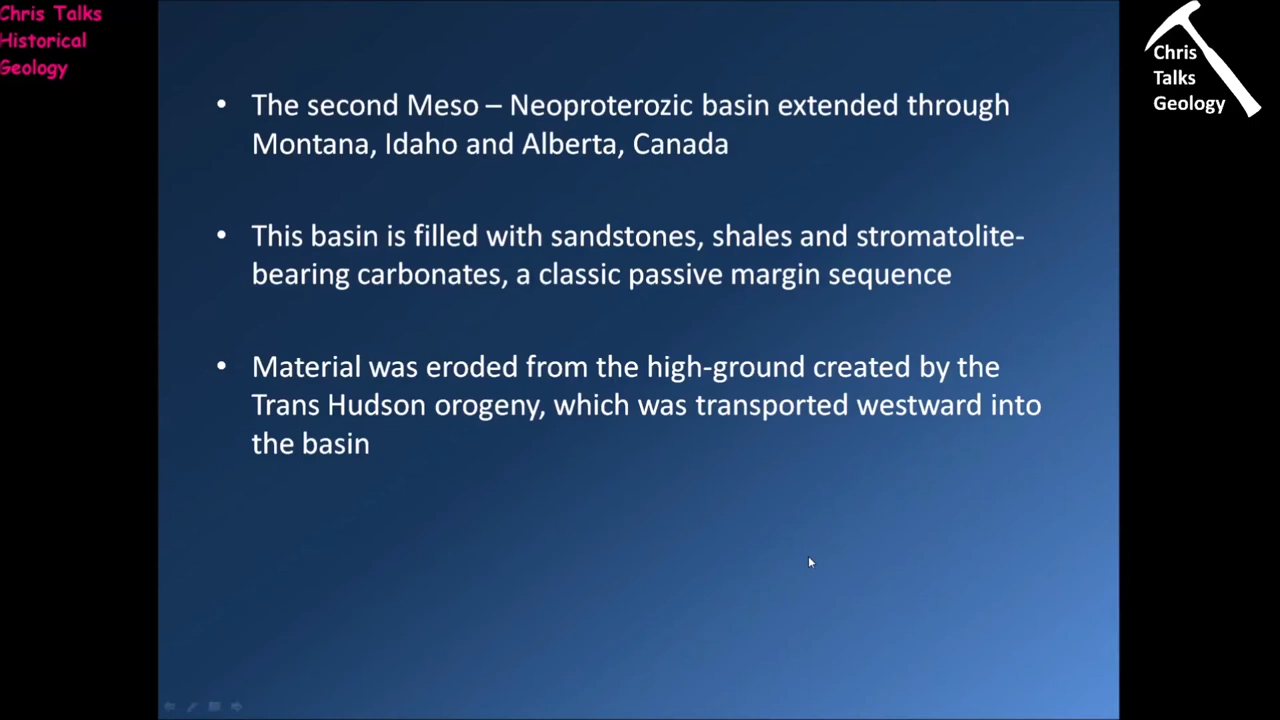 Chris Talks
Historical
Geology
Chris
Talks
Geology
• The second Meso – Neoproterozic basin extended through
Montana, Idaho and Alberta, Canada
• This basin is filled with sandstones, shales and stromatolite-
bearing carbonates, a classic passive margin sequence
• Material was eroded from the high-ground created by the
Trans Hudson orogeny, which was transported westward into
the basin